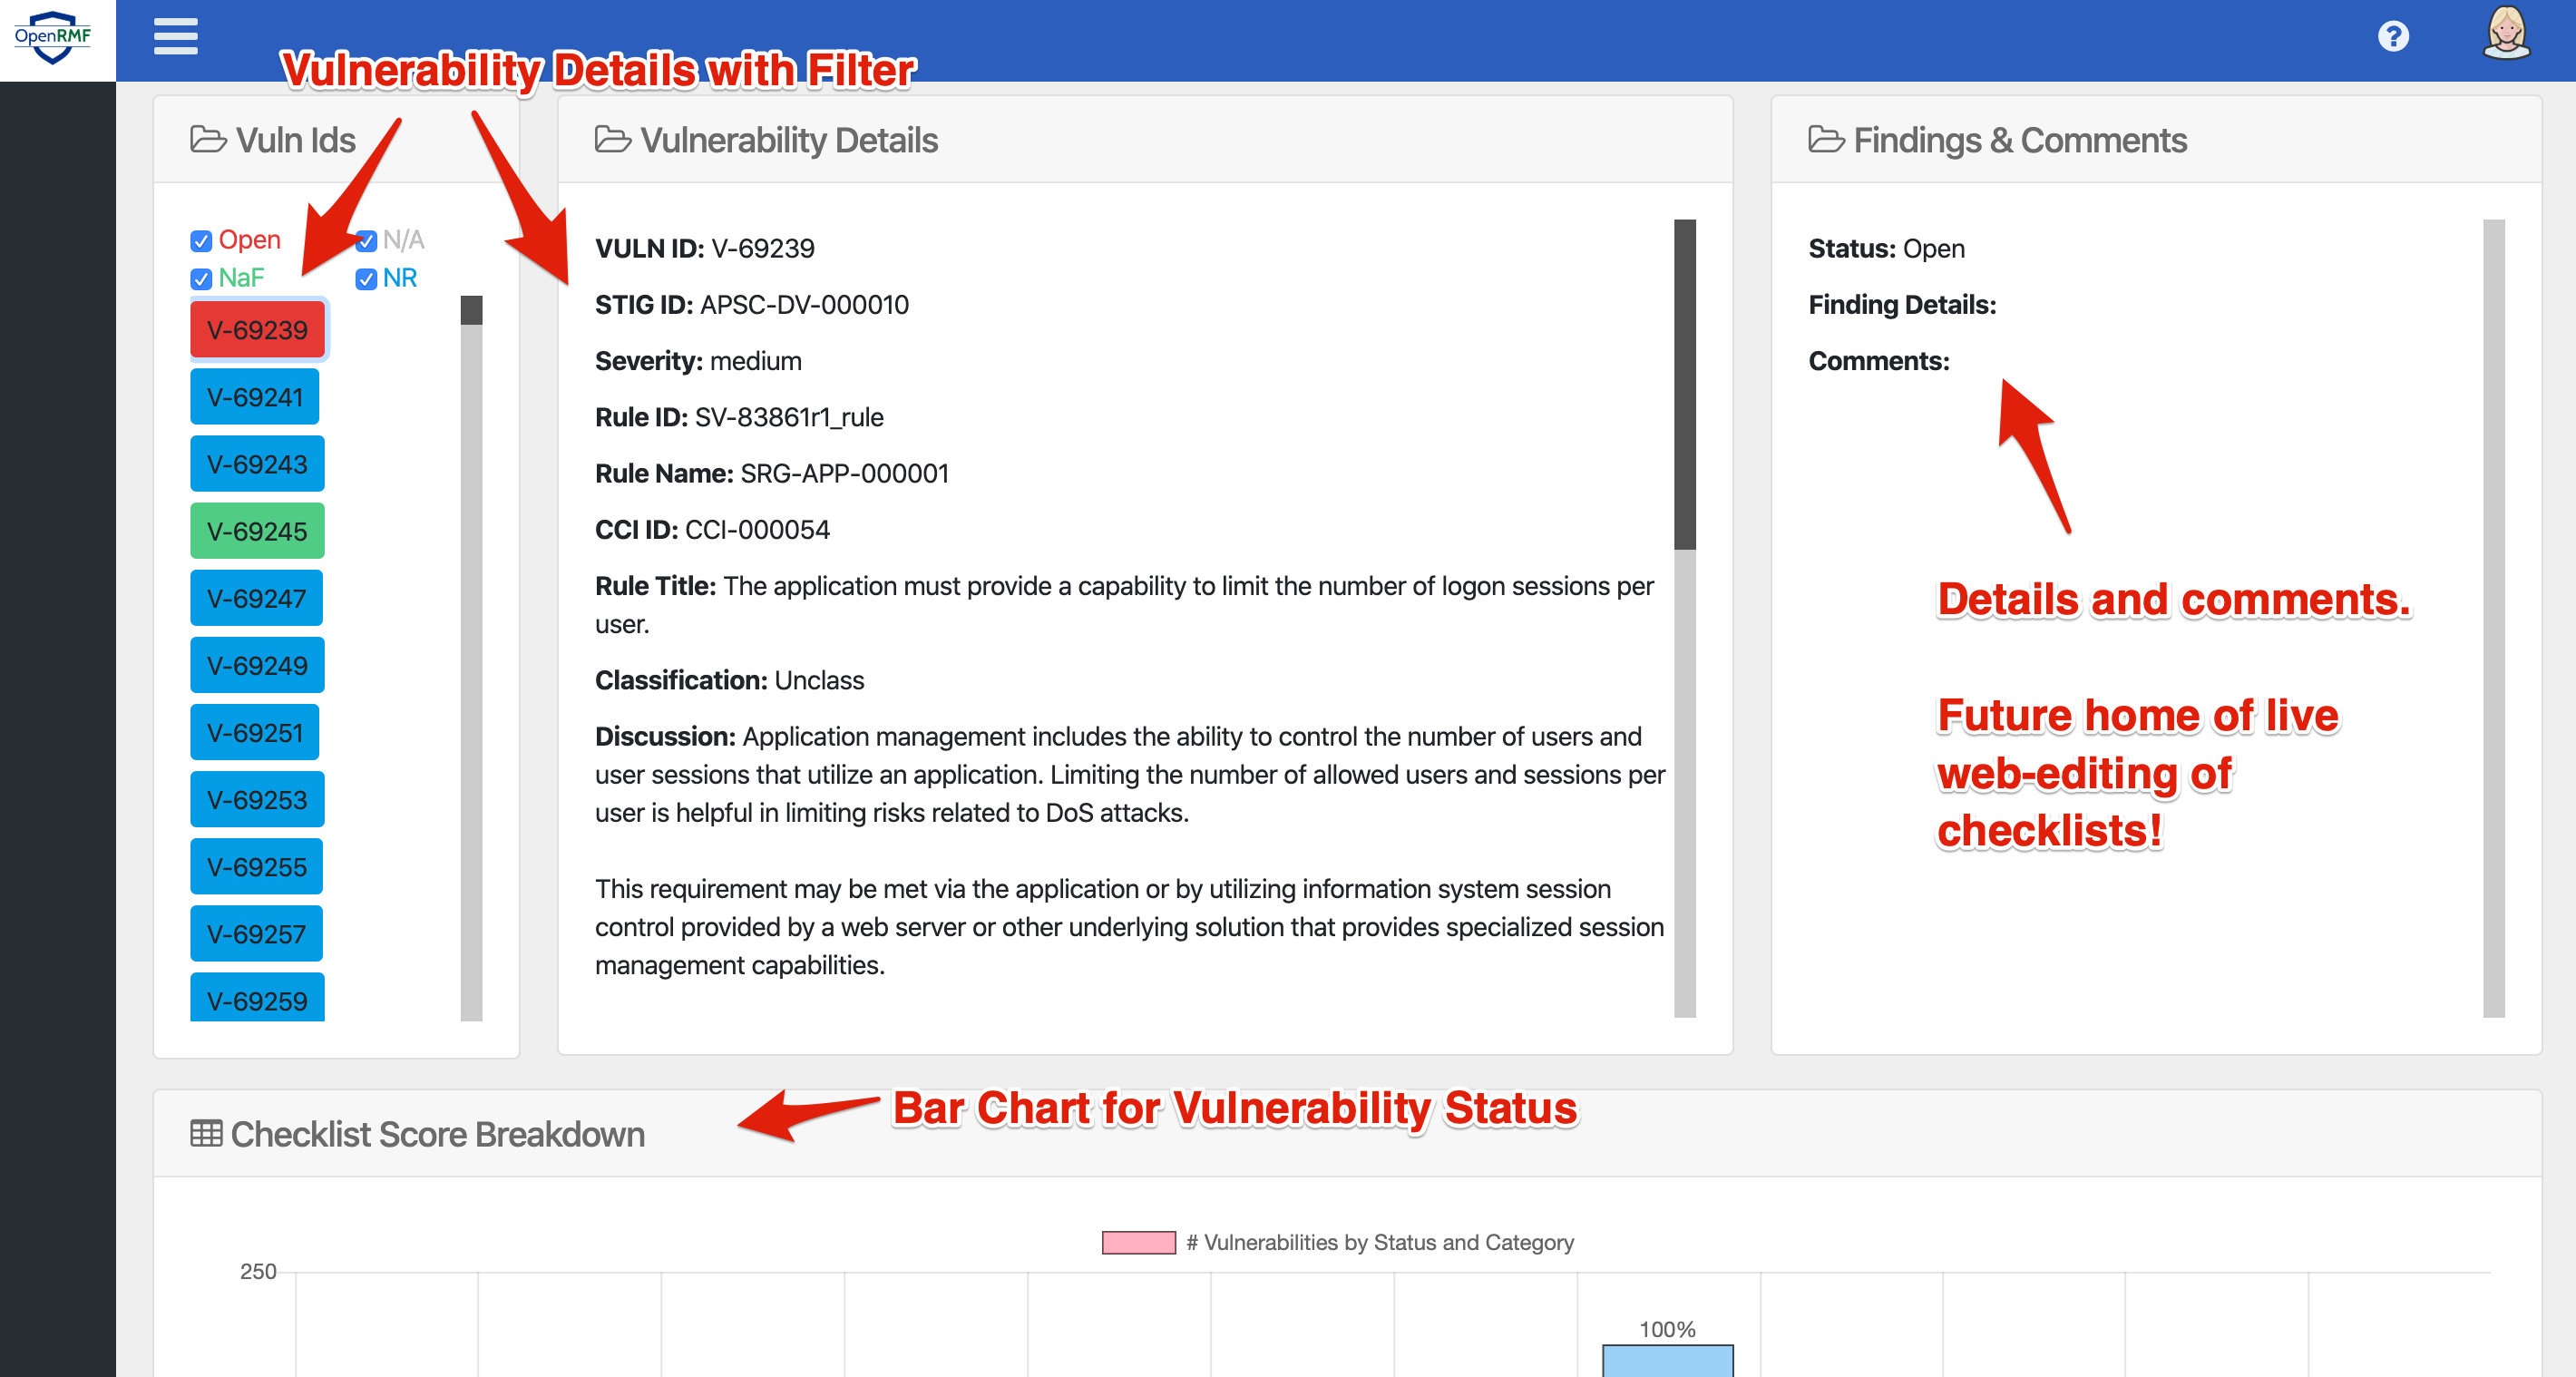 OpenRMF
?
Vulnerability Details with Filter
Vuln Ids
Open
N/A
NaF
NR
V-69239
V-69241
V-69243
V-69245
V-69247
V-69249
V-69251
V-69253
V-69255
V-69257
V-69259
Vulnerability Details
VULN ID: V-69239
STIG ID: APSC-DV-000010
Severity: medium
Rule ID: SV-83861r1_rule
Rule Name: SRG-APP-000001
CCI ID: CCI-000054
Rule Title: The application must provide a capability to limit the number of logon sessions per
user.
Classification: Unclass
Discussion: Application management includes the ability to control the number of users and
user sessions that utilize an application. Limiting the number of allowed users and sessions per
user is helpful in limiting risks related to DoS attacks.
This requirement may be met via the application or by utilizing information system session
control provided by a web server or other underlying solution that provides specialized session
management capabilities.
Findings & Comments
Status: Open
Finding Details:
Comments:
Details and comments.
Future home of live
web-editing of
checklists!
Checklist Score Breakdown
Bar Chart for Vulnerability Status
# Vulnerabilities by Status and Category
250
100%